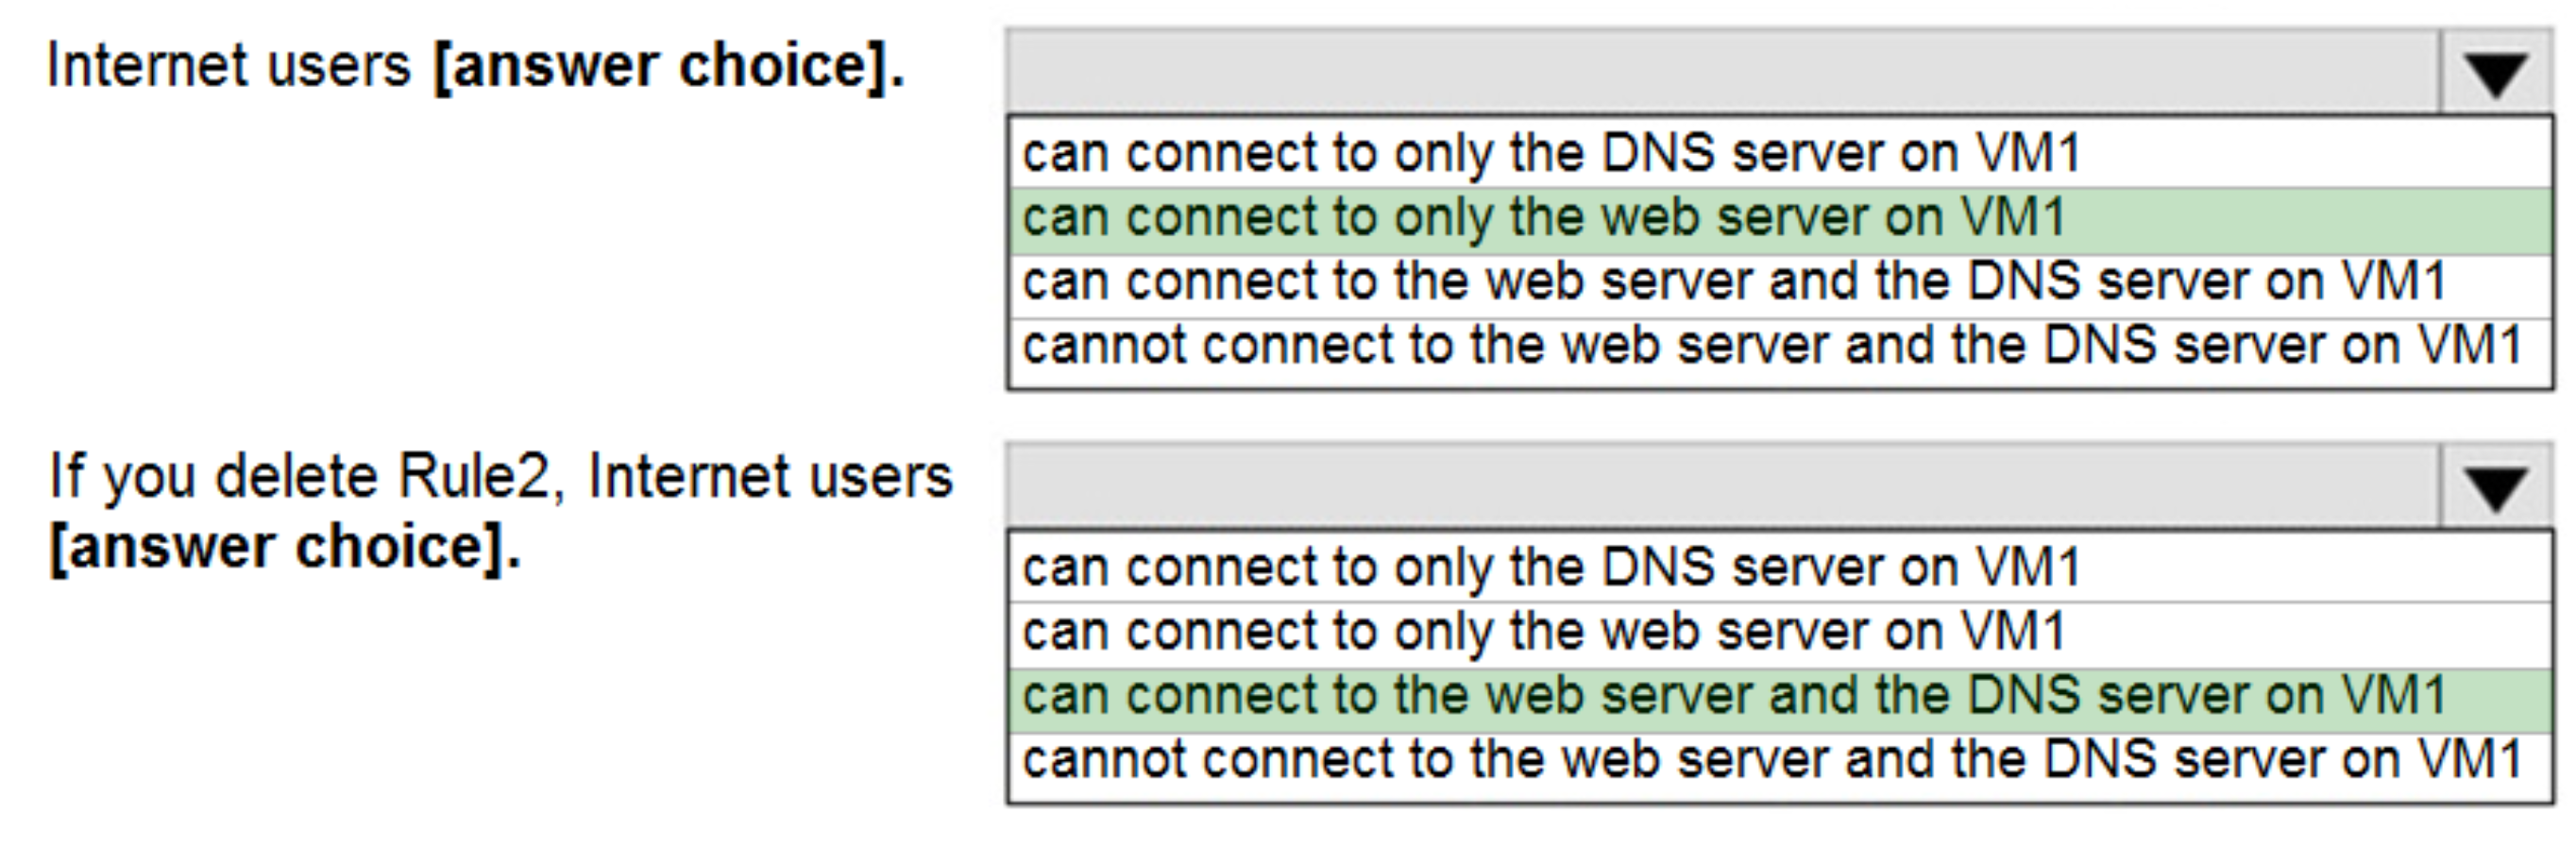 Internet users [answer choice].
can connect to only the DNS server on VM1
can connect to only the web server on VM1
can connect to the web server and the DNS server on VM1
cannot connect to the web server and the DNS server on VM1
If you delete Rule2, Internet users
[answer choice].
can connect to only the DNS server on VM1
can connect to only the web server on VM1
can connect to the web server and the DNS server on VM1
cannot connect to the web server and the DNS server on VM1